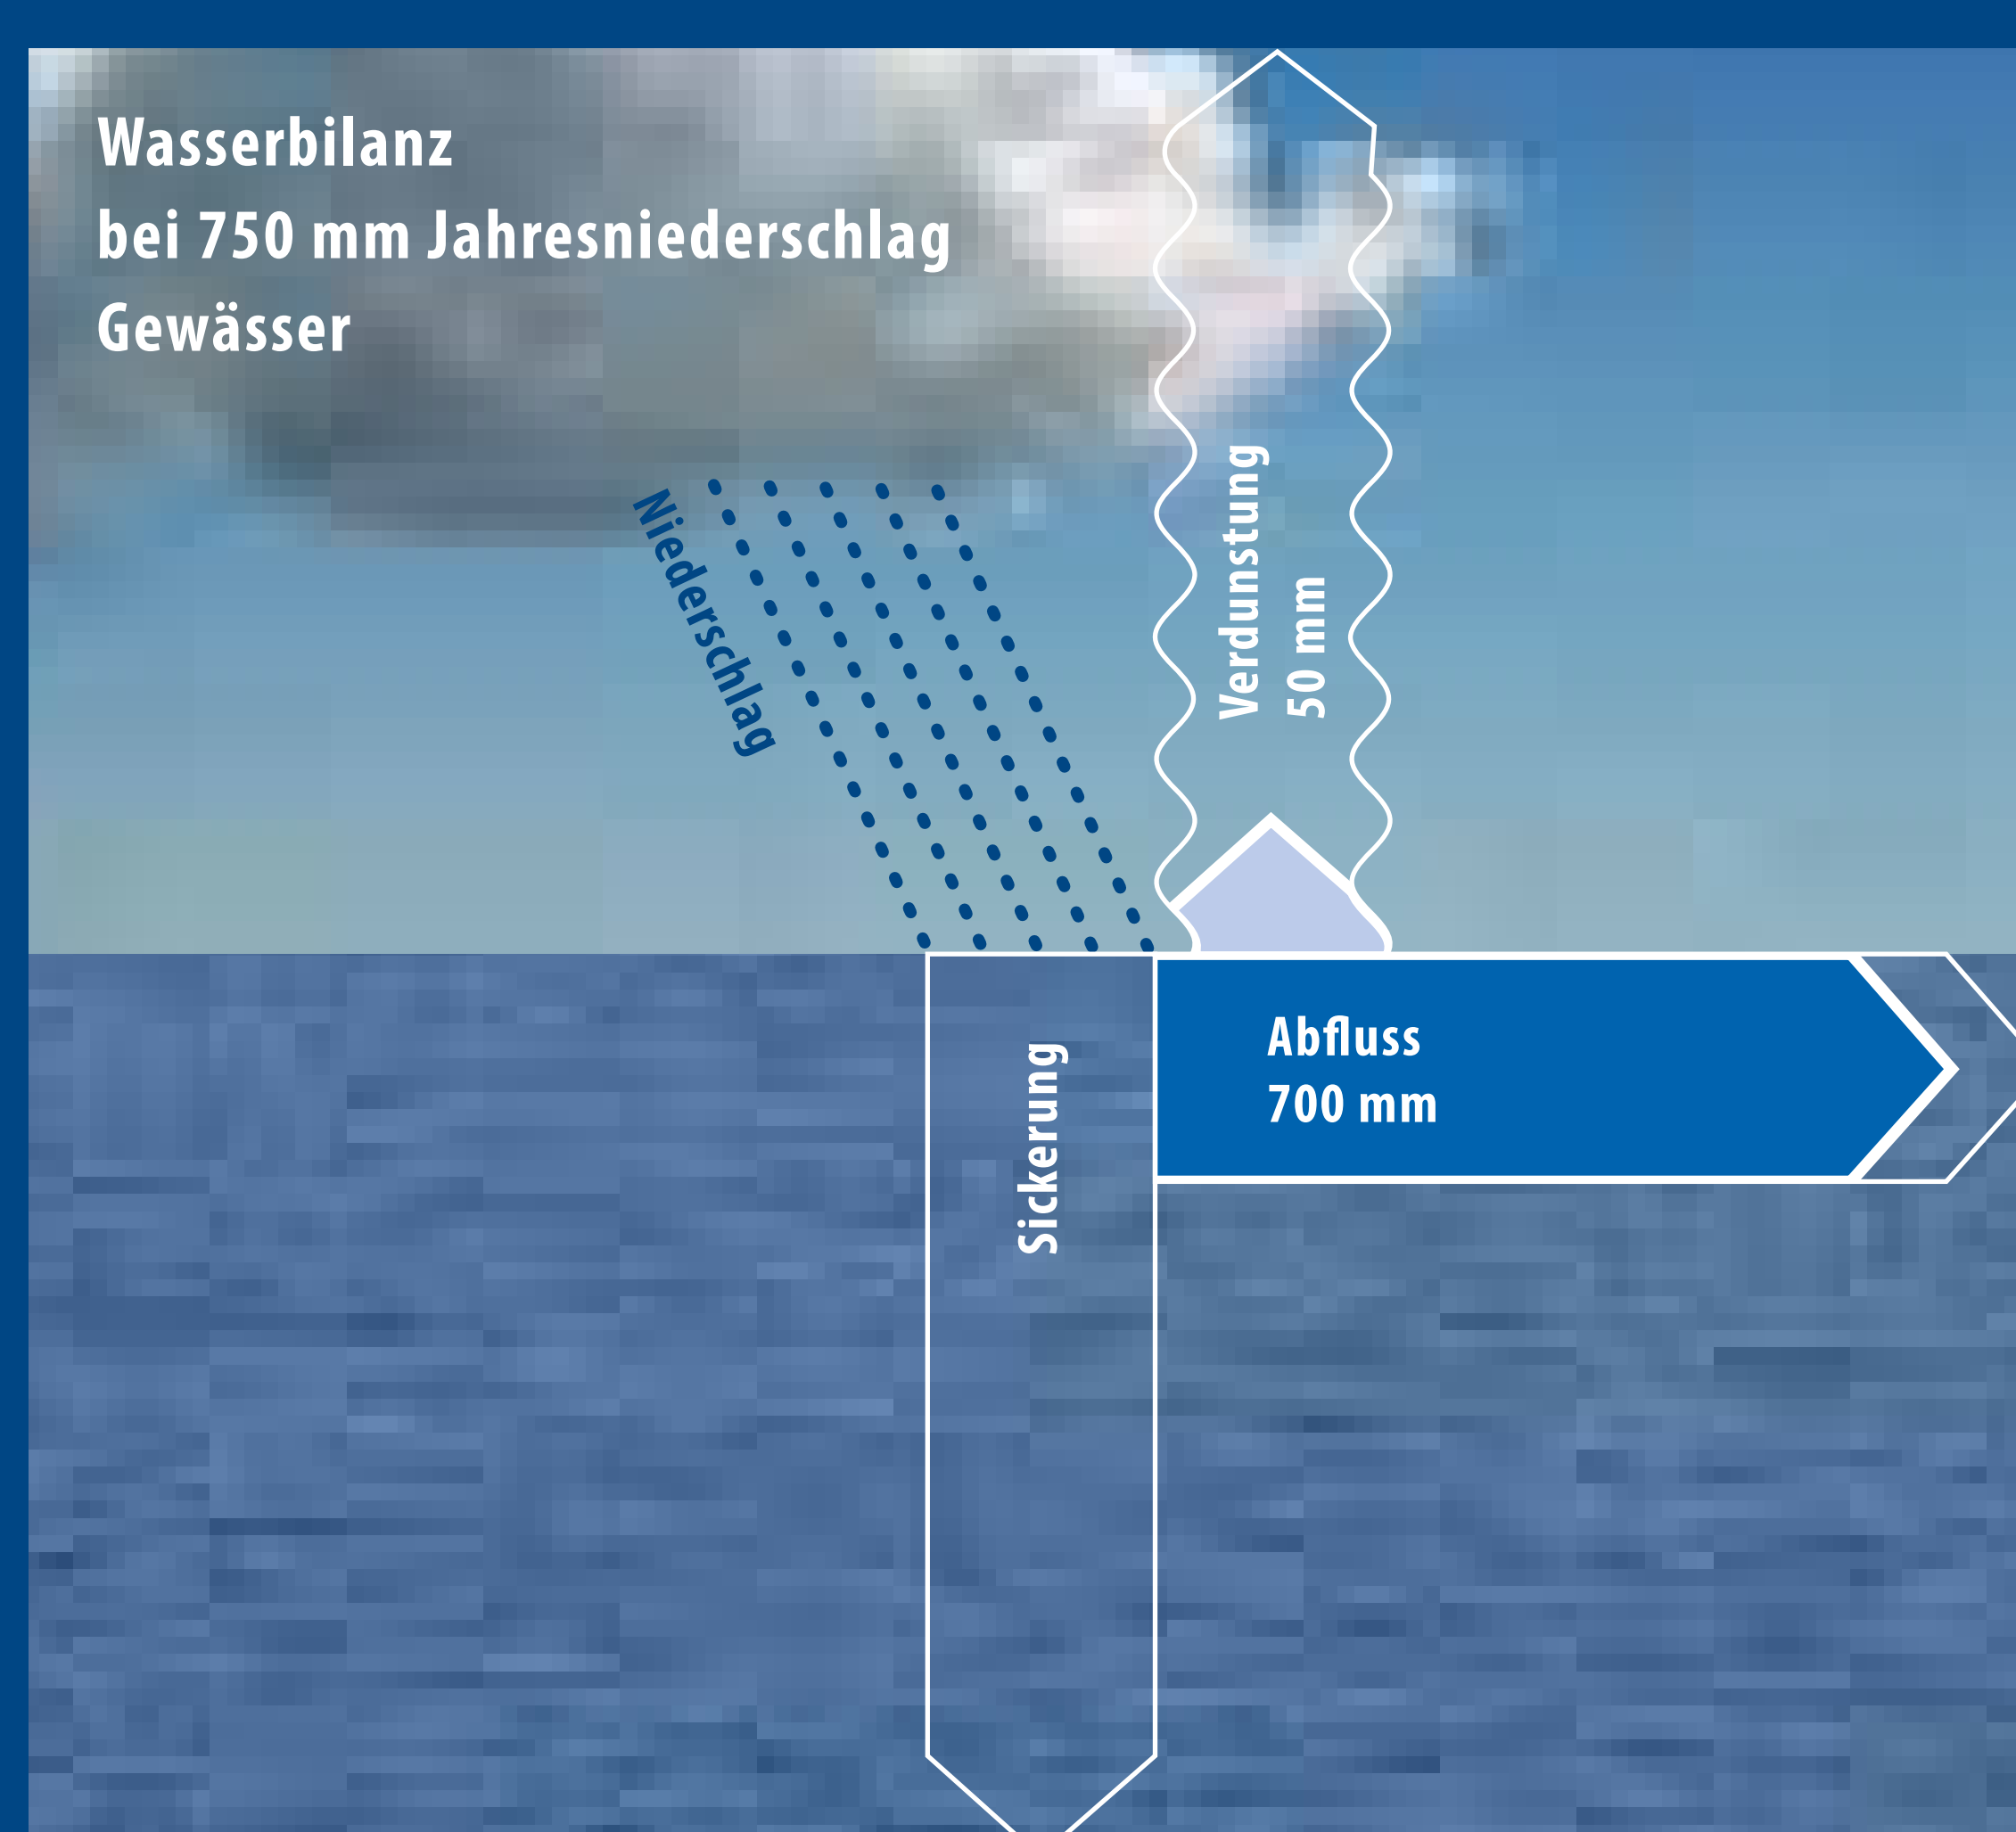 Wasserbilanz
bei 750 mm Jahresniederschlag
Gewässer
Niederschlag
Verdunstung
50 mm
Abfluss
700 mm
Sickerung